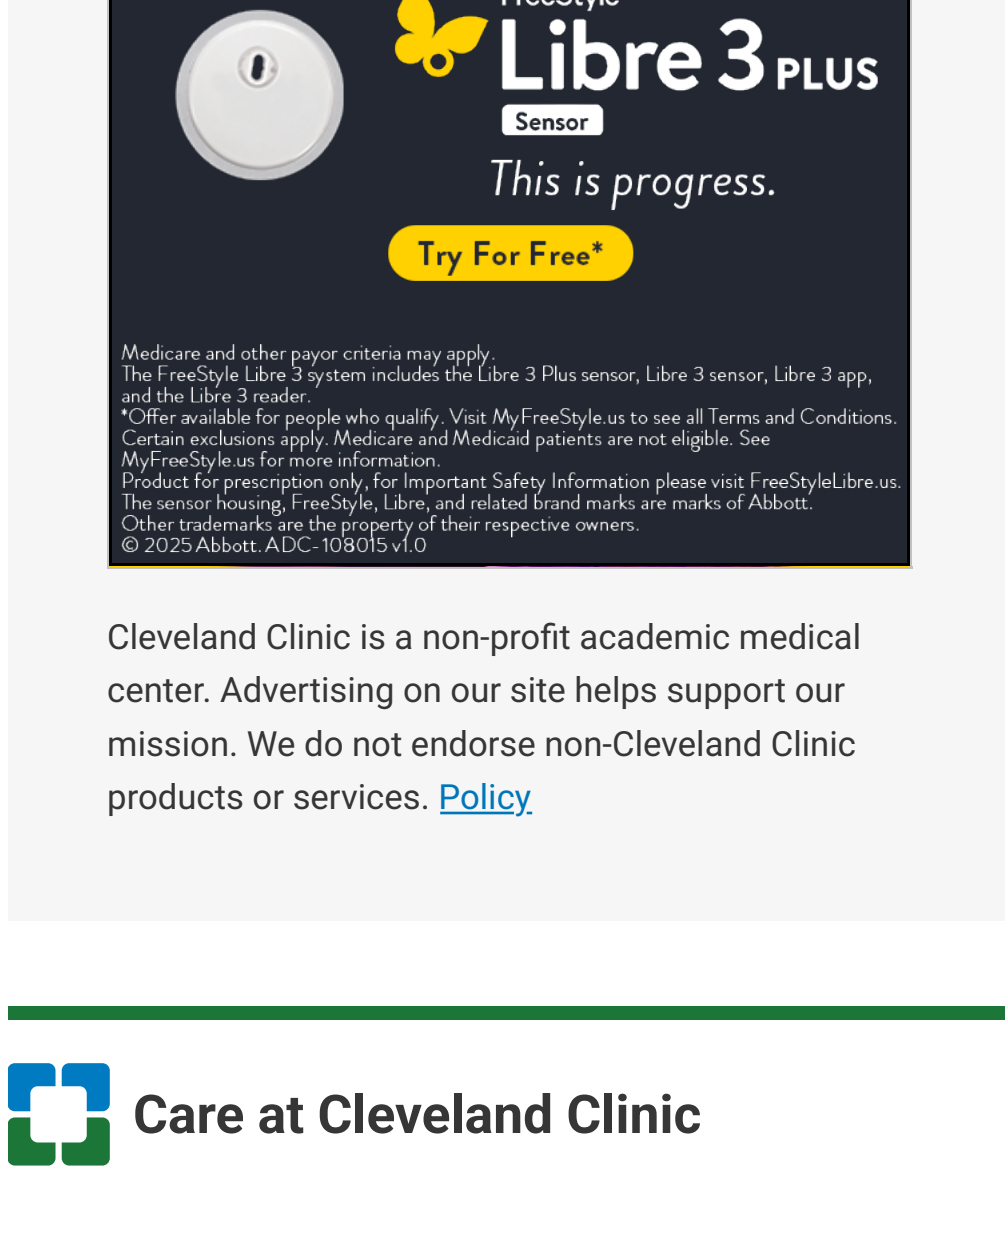 FreeStyle
Libre 3 PLUS
Sensor
This is progress.
Try For Free*
Medicare and other payor criteria may apply.
The FreeStyle Libre 3 system includes the Libre 3 Plus sensor, Libre 3 sensor, Libre 3 app,
and the Libre 3 reader.
*Offer available for people who qualify. Visit MyFreeStyle.us to see all Terms and Conditions.
Certain exclusions apply. Medicare and Medicaid patients are not eligible. See
MyFreeStyle.us for more information.
Product for prescription only, for Important Safety Information please visit FreeStyleLibre.us.
The sensor housing, FreeStyle, Libre, and related brand marks are marks of Abbott.
Other trademarks are the property of their respective owners.
© 2025 Abbott. ADC-108015 v1.0
Cleveland Clinic is a non-profit academic medical
center. Advertising on our site helps support our
mission. We do not endorse non-Cleveland Clinic
products or services. Policy
Care at Cleveland Clinic